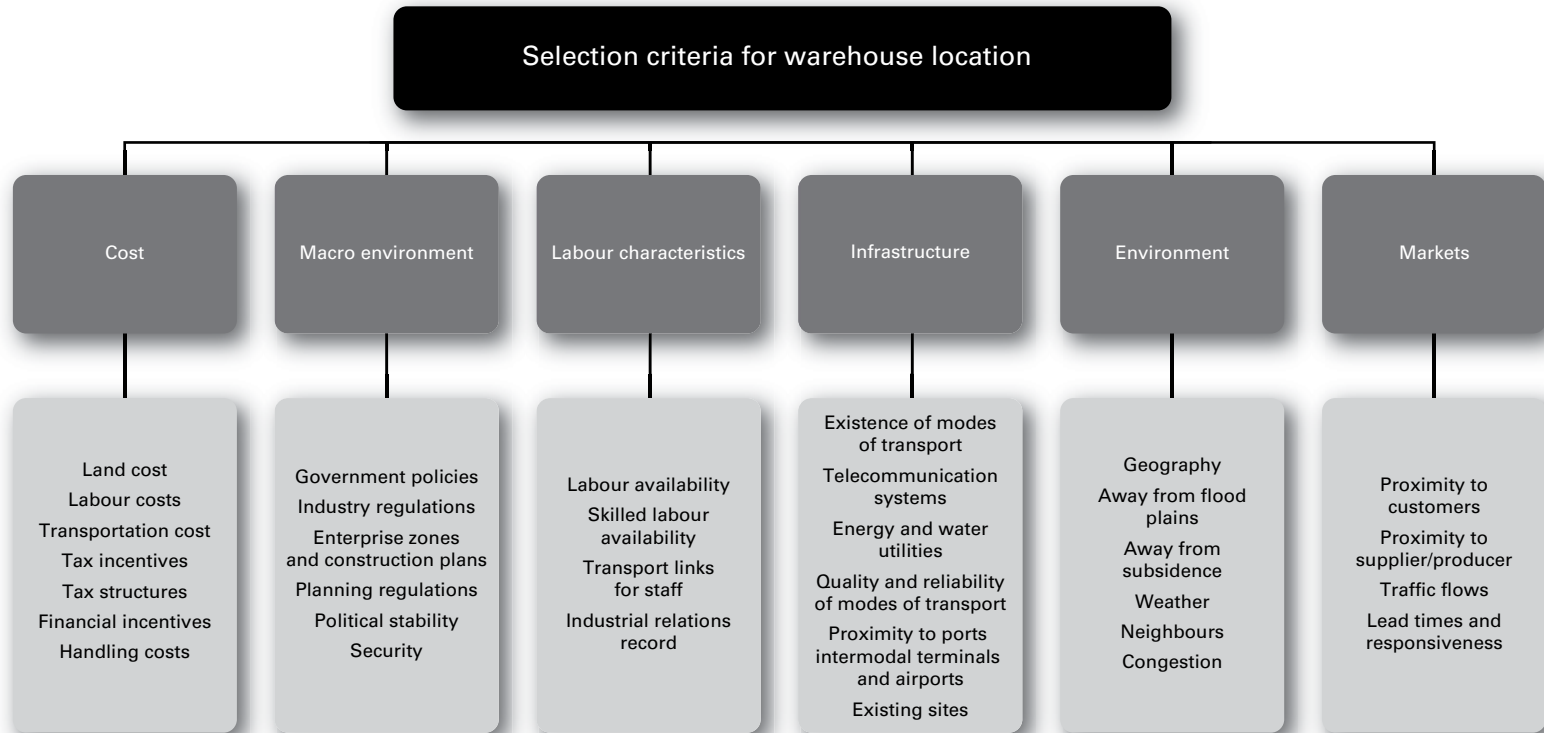 Selection criteria for warehouse location
Cost
Macro environment
Labour characteristics
Infrastructure
Environment
Markets
Land cost
Labour costs
Transportation cost
Tax incentives
Tax structures
Financial incentives
Handling costs
Government policies
Industry regulations
Enterprise zones
and construction plans
Planning regulations
Political stability
Security
Labour availability
Skilled labour
availability
Transport links
for staff
Industrial relations
record
Existence of modes
of transport
Telecommunication
systems
Energy and water
utilities
Quality and reliability
of modes of transport
Proximity to ports
intermodal terminals
and airports
Existing sites
Geography
Away from flood
plains
Away from
subsidence
Weather
Neighbours
Congestion
Proximity to
customers
Proximity to
supplier/producer
Traffic flows
Lead times and
responsiveness